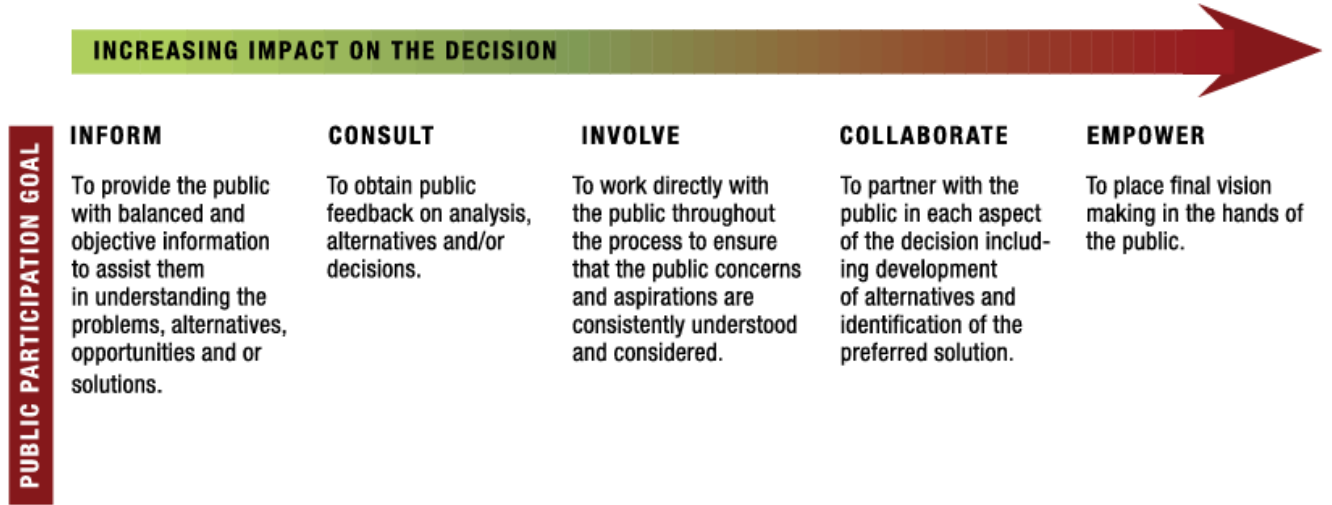 INCREASING IMPACT ON THE DECISION
PUBLIC PARTICIPATION GOAL
INFORM
To provide the public
with balanced and
objective information
to assist them
in understanding the
problems, alternatives,
opportunities and or
solutions.
CONSULT
To obtain public
feedback on analysis,
alternatives and/or
decisions.
INVOLVE
To work directly with
the public throughout
the process to ensure
that the public concerns
and aspirations are
consistently understood
and considered.
COLLABORATE
To partner with the
public in each aspect
of the decision includ-
ing development
of alternatives and
identification of the
preferred solution.
EMPOWER
To place final vision
making in the hands of
the public.